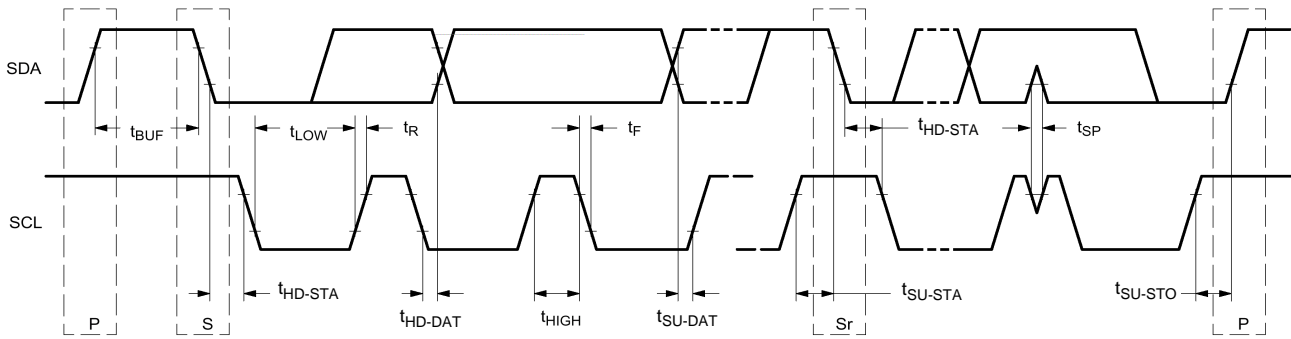 SDA
tBUF
tLOW
tR
tF
tHD-STA
tSP
SCL
tHD-STA
tHD-DAT
tHIGH
tSU-DAT
tSU-STA
tSU-STO
P
S
Sr
P